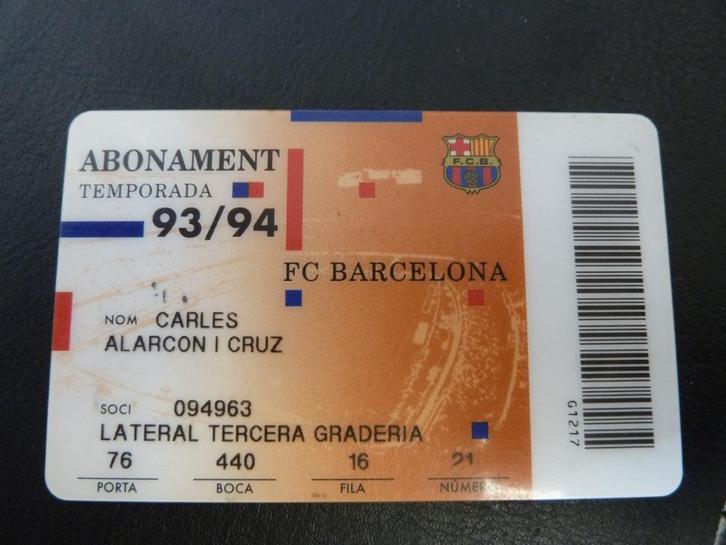 ABONAMENT
TEMPORADA
93/94
F.C.B.
FC BARCELONA
NOM CARLES
ALARCON I CRUZ
SOCI 094963
LATERAL TERCERA GRADERIA
76 440 16 21
PORTA BOCA FILA NÚMERO
G1217